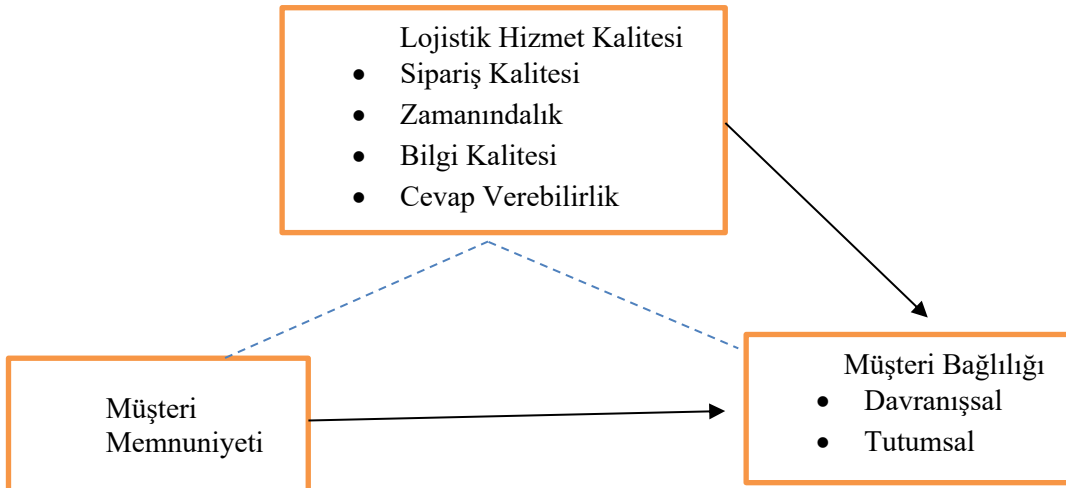 Lojistik Hizmet Kalitesi
• Sipariş Kalitesi
• Zamanındalık
• Bilgi Kalitesi
• Cevap Verebilirlik
Müşteri
Memnuniyeti
Müşteri Bağlılığı
• Davranışsal
• Tutumsal